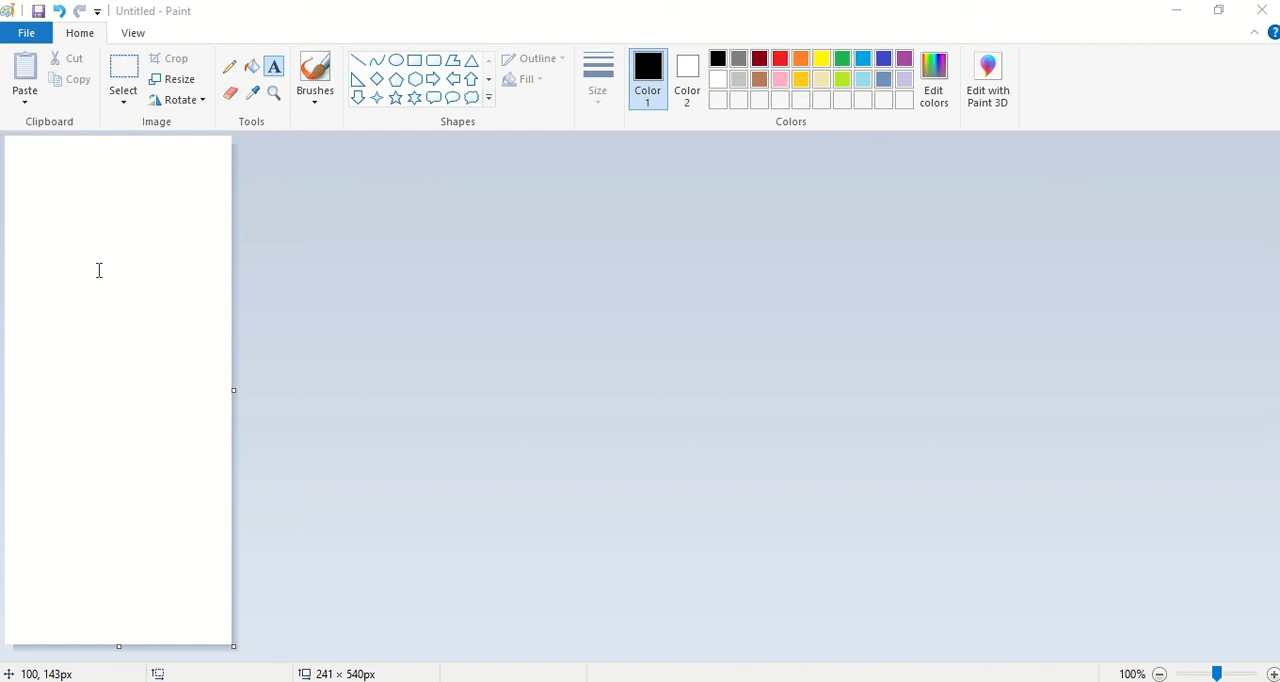 Untitled - Paint
File Home View
Paste Cut Copy Clipboard
Select Crop Resize Rotate Image
A Tools
Brushes
Outline Fill Shapes
Size
Color 1 Color 2 Edit colors Colors
Edit with Paint 3D
100, 143px 241 × 540px 100%